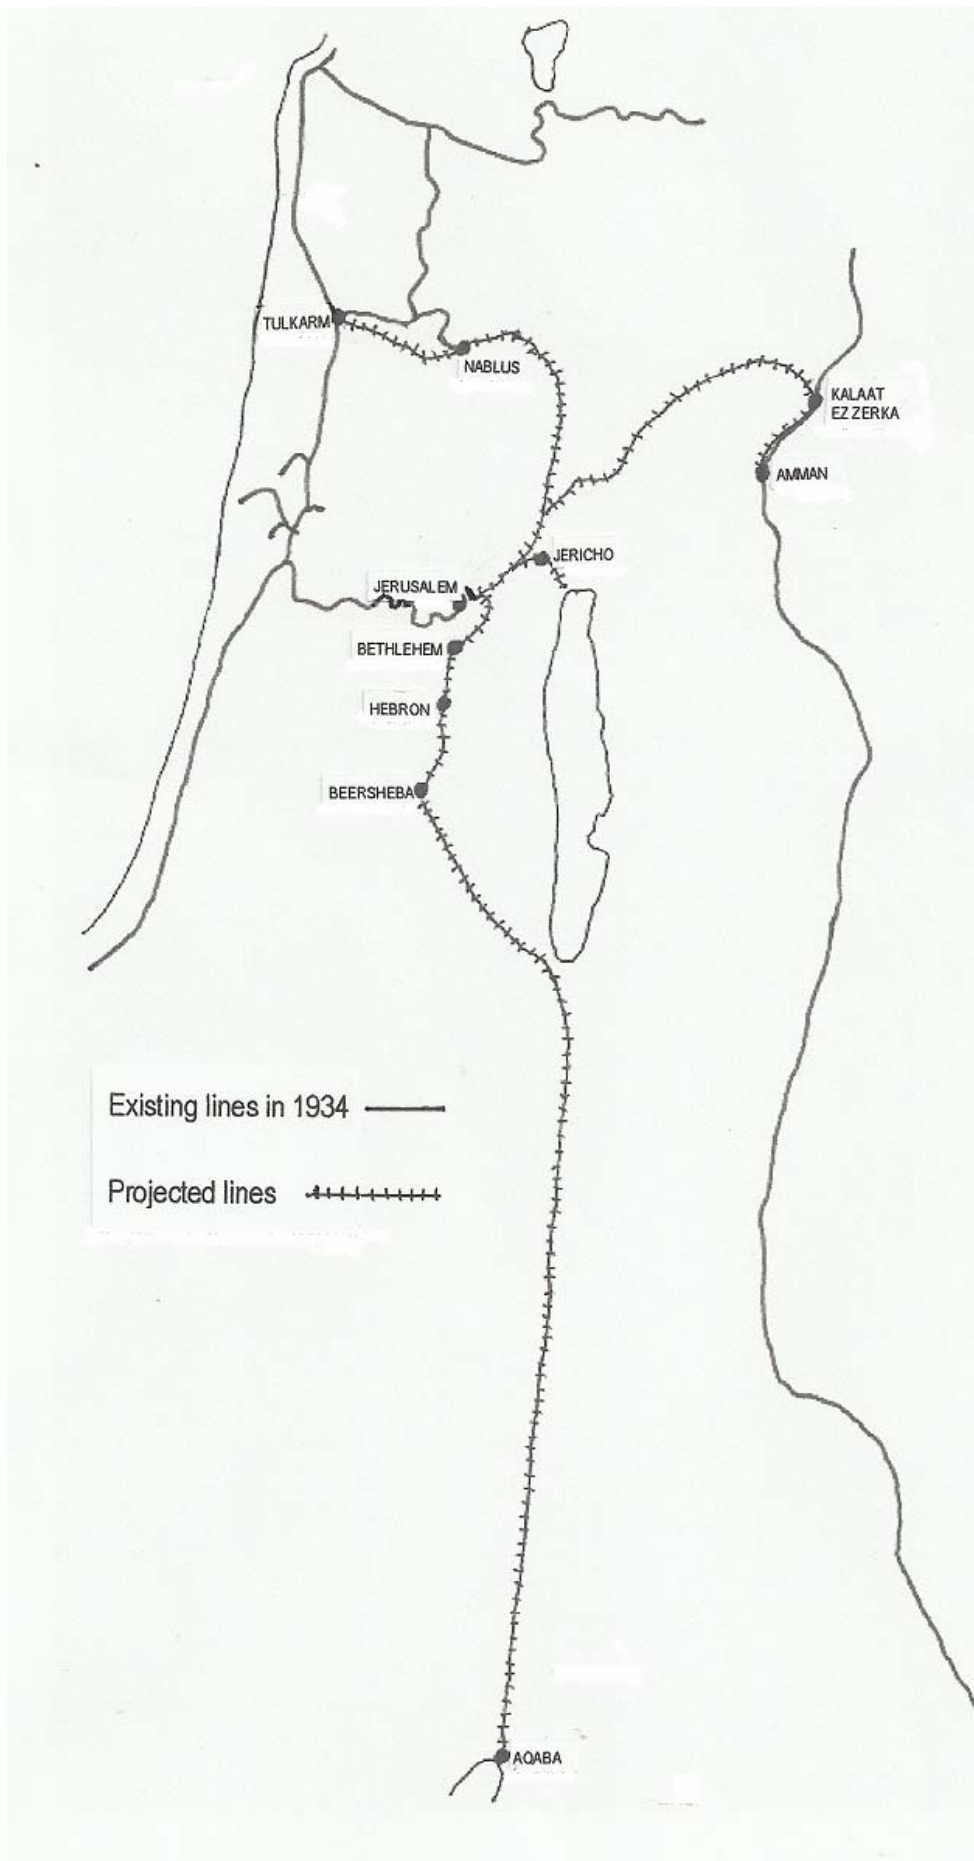 TULKARM
NABLUS
KALAAT
EZ ZERKA
AMMAN
JERICHO
JERUSALEM
BETHLEHEM
HEBRON
BEERSHEBA
Existing lines in 1934
Projected lines
AQABA